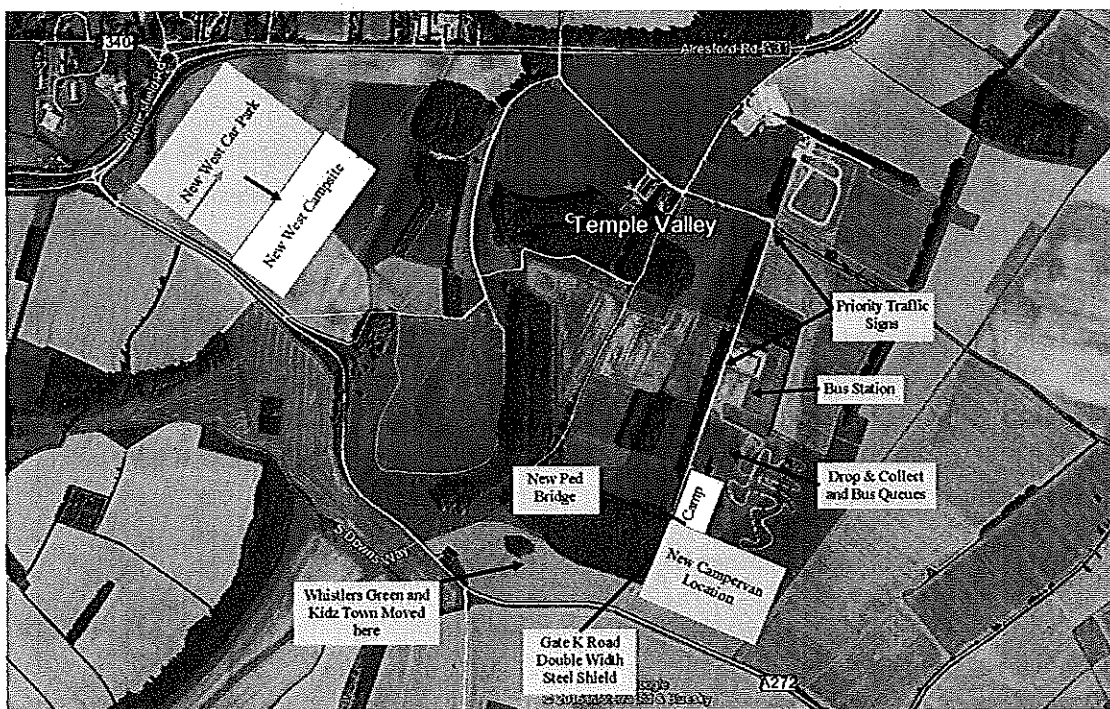 340
Alresford Rd A31
New West Car Park
New West Campsite
Temple Valley
Priority Traffic
Signs
Bus Station
Drop & Collect
and Bus Queues
New Ped
Bridge
Camp
New Campervan
Location
S Downs Way
Whistlers Green and
Kidz Town Moved
here
Gate K Road
Double Width
Steel Shield
A272